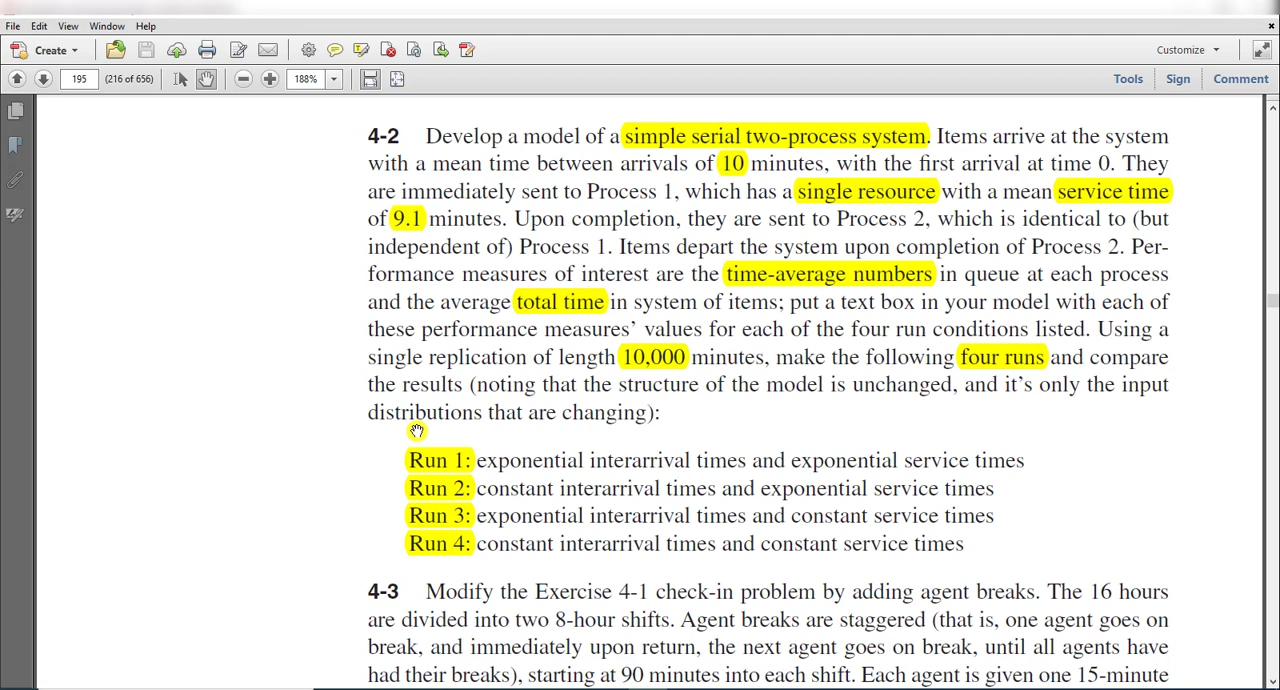 File Edit View Window Help
Create
Customize
195 (216 of 656) 188% Tools Sign Comment
4-2 Develop a model of a simple serial two-process system. Items arrive at the system
with a mean time between arrivals of 10 minutes, with the first arrival at time 0. They
are immediately sent to Process 1, which has a single resource with a mean service time
of 9.1 minutes. Upon completion, they are sent to Process 2, which is identical to (but
independent of) Process 1. Items depart the system upon completion of Process 2. Per-
formance measures of interest are the time-average numbers in queue at each process
and the average total time in system of items; put a text box in your model with each of
these performance measures' values for each of the four run conditions listed. Using a
single replication of length 10,000 minutes, make the following four runs and compare
the results (noting that the structure of the model is unchanged, and it's only the input
distributions that are changing):
Run 1: exponential interarrival times and exponential service times
Run 2: constant interarrival times and exponential service times
Run 3: exponential interarrival times and constant service times
Run 4: constant interarrival times and constant service times
4-3 Modify the Exercise 4-1 check-in problem by adding agent breaks. The 16 hours
are divided into two 8-hour shifts. Agent breaks are staggered (that is, one agent goes on
break, and immediately upon return, the next agent goes on break, until all agents have
had their breaks), starting at 90 minutes into each shift. Each agent is given one 15-minute